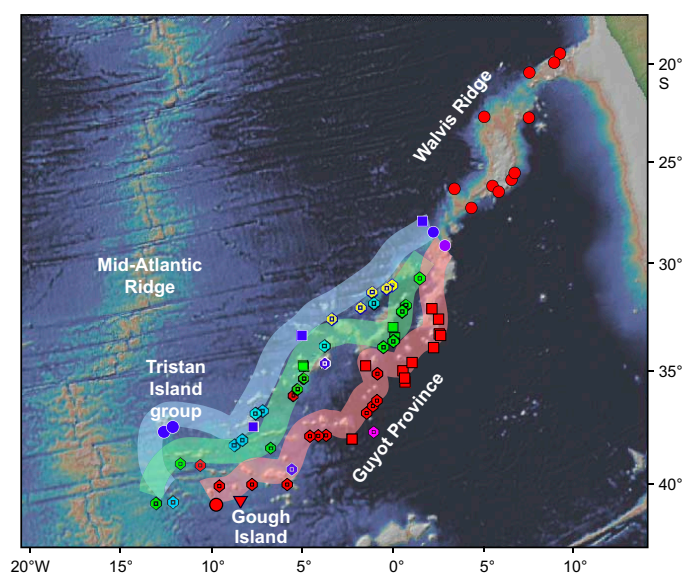 20°
S
Walvis Ridge
25°
30°
Mid-Atlantic
Ridge
35°
Tristan
Island
group
Guyot Province
40°
Gough
Island
20°W
15°
10°
5°
0°
5°
10°